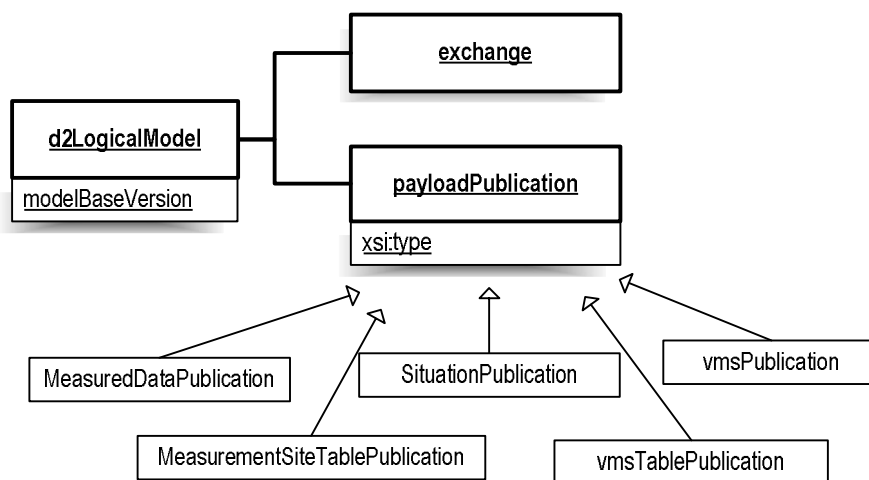 exchange
d2LogicalModel
modelBaseVersion
payloadPublication
xsi:type
MeasuredDataPublication
SituationPublication
vmsPublication
MeasurementSiteTablePublication
vmsTablePublication